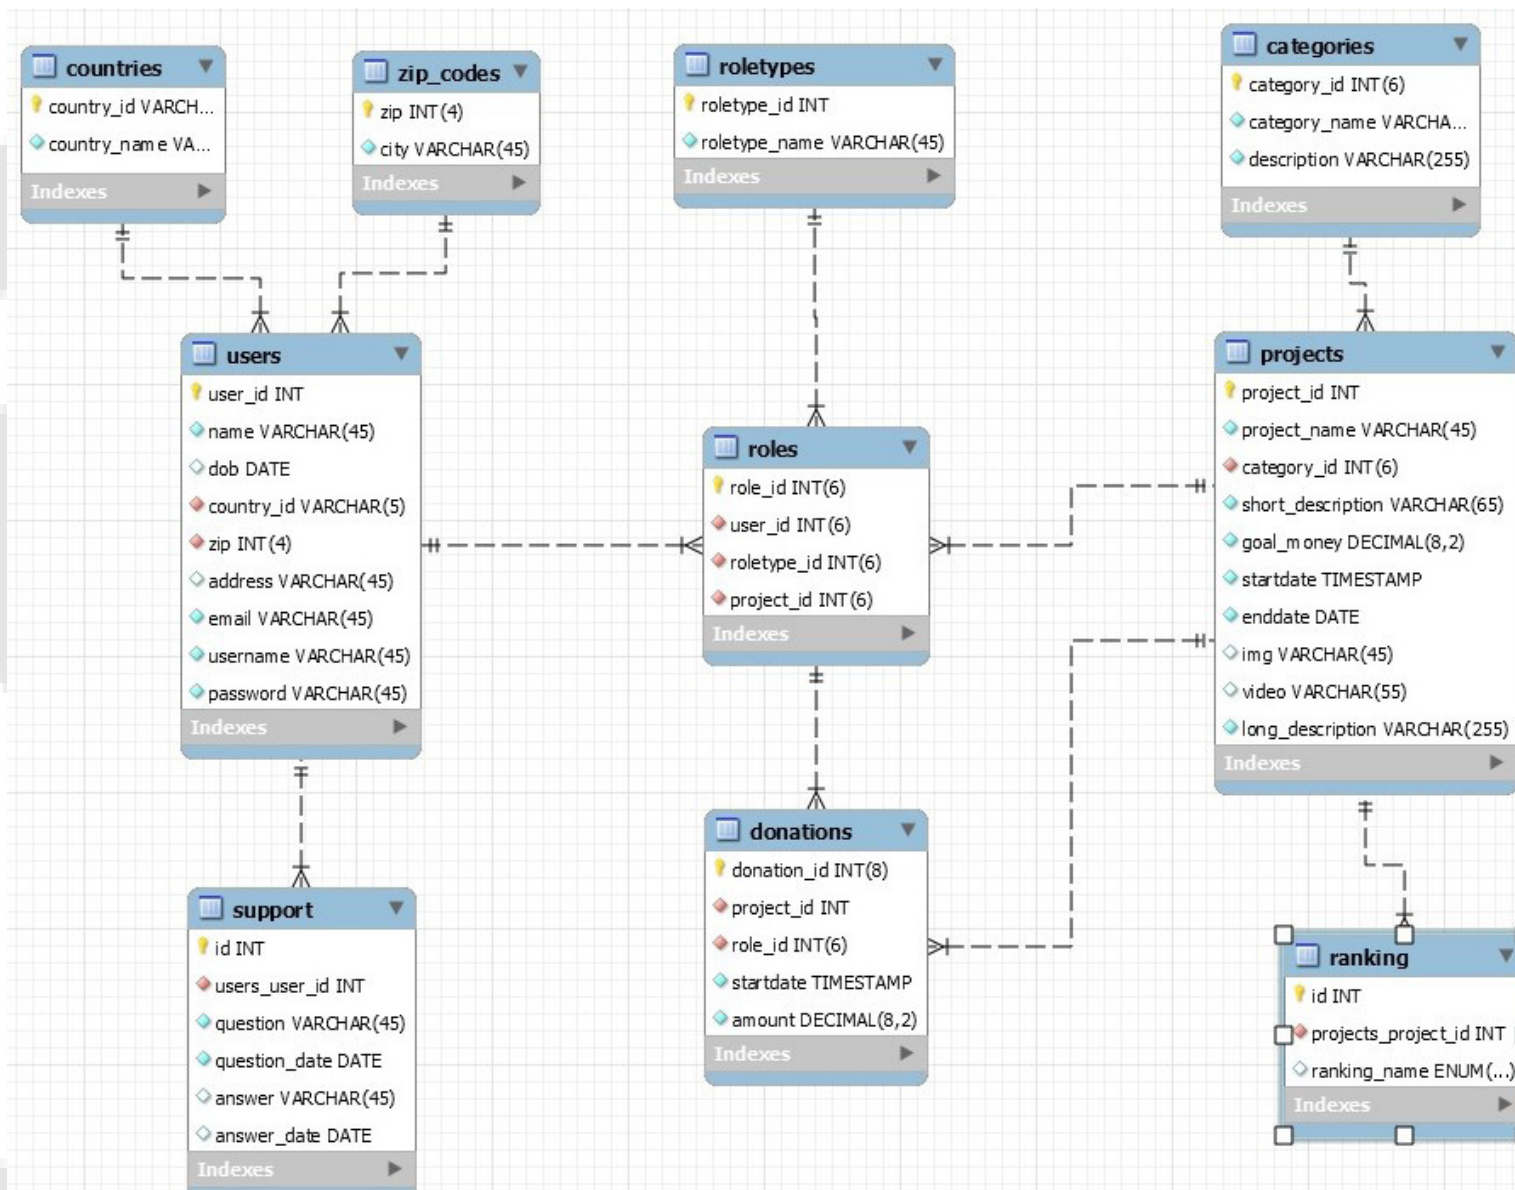 countries
country_id VARCH...
country_name VA...
Indexes
zip_codes
zip INT(4)
city VARCHAR(45)
Indexes
roletypes
roletype_id INT
roletype_name VARCHAR(45)
Indexes
categories
category_id INT(6)
category_name VARCHA...
description VARCHAR(255)
Indexes
users
user_id INT
name VARCHAR(45)
dob DATE
country_id VARCHAR(5)
zip INT(4)
address VARCHAR(45)
email VARCHAR(45)
username VARCHAR(45)
password VARCHAR(45)
Indexes
roles
role_id INT(6)
user_id INT(6)
roletype_id INT(6)
project_id INT(6)
Indexes
projects
project_id INT
project_name VARCHAR(45)
category_id INT(6)
short_description VARCHAR(65)
goal_money DECIMAL(8,2)
startdate TIMESTAMP
enddate DATE
img VARCHAR(45)
video VARCHAR(55)
long_description VARCHAR(255)
Indexes
support
id INT
users_user_id INT
question VARCHAR(45)
question_date DATE
answer VARCHAR(45)
answer_date DATE
Indexes
donations
donation_id INT(8)
project_id INT
role_id INT(6)
startdate TIMESTAMP
amount DECIMAL(8,2)
Indexes
ranking
id INT
projects_project_id INT
ranking_name ENUM(...)
Indexes